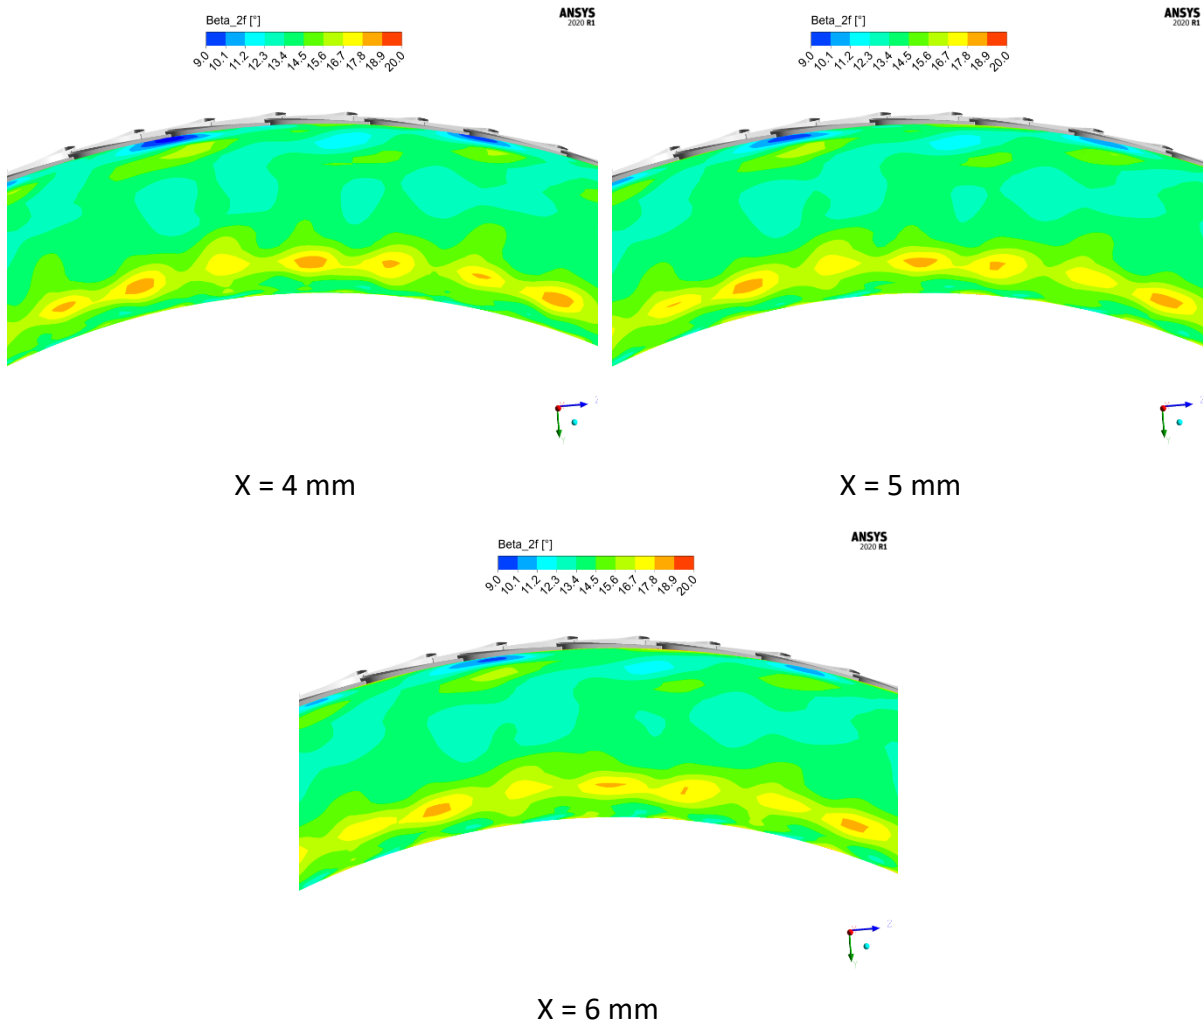 ANSYS
2020 R1
Beta_2f [°]
9.0 10.1 11.2 12.3 13.4 14.5 15.6 16.7 17.8 18.9 20.0
Z
Y
X = 4 mm
ANSYS
2020 R1
Beta_2f [°]
9.0 10.1 11.2 12.3 13.4 14.5 15.6 16.7 17.8 18.9 20.0
Z
Y
X = 5 mm
ANSYS
2020 R1
Beta_2f [°]
9.0 10.1 11.2 12.3 13.4 14.5 15.6 16.7 17.8 18.9 20.0
Z
Y
X = 6 mm